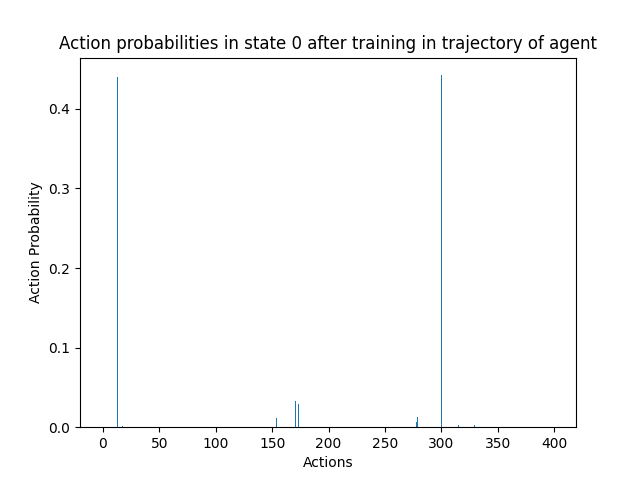 Action probabilities in state 0 after training in trajectory of agent
0.4
0.3
0.2
0.1
0.0
Action Probability
0 50 100 150 200 250 300 350 400
Actions